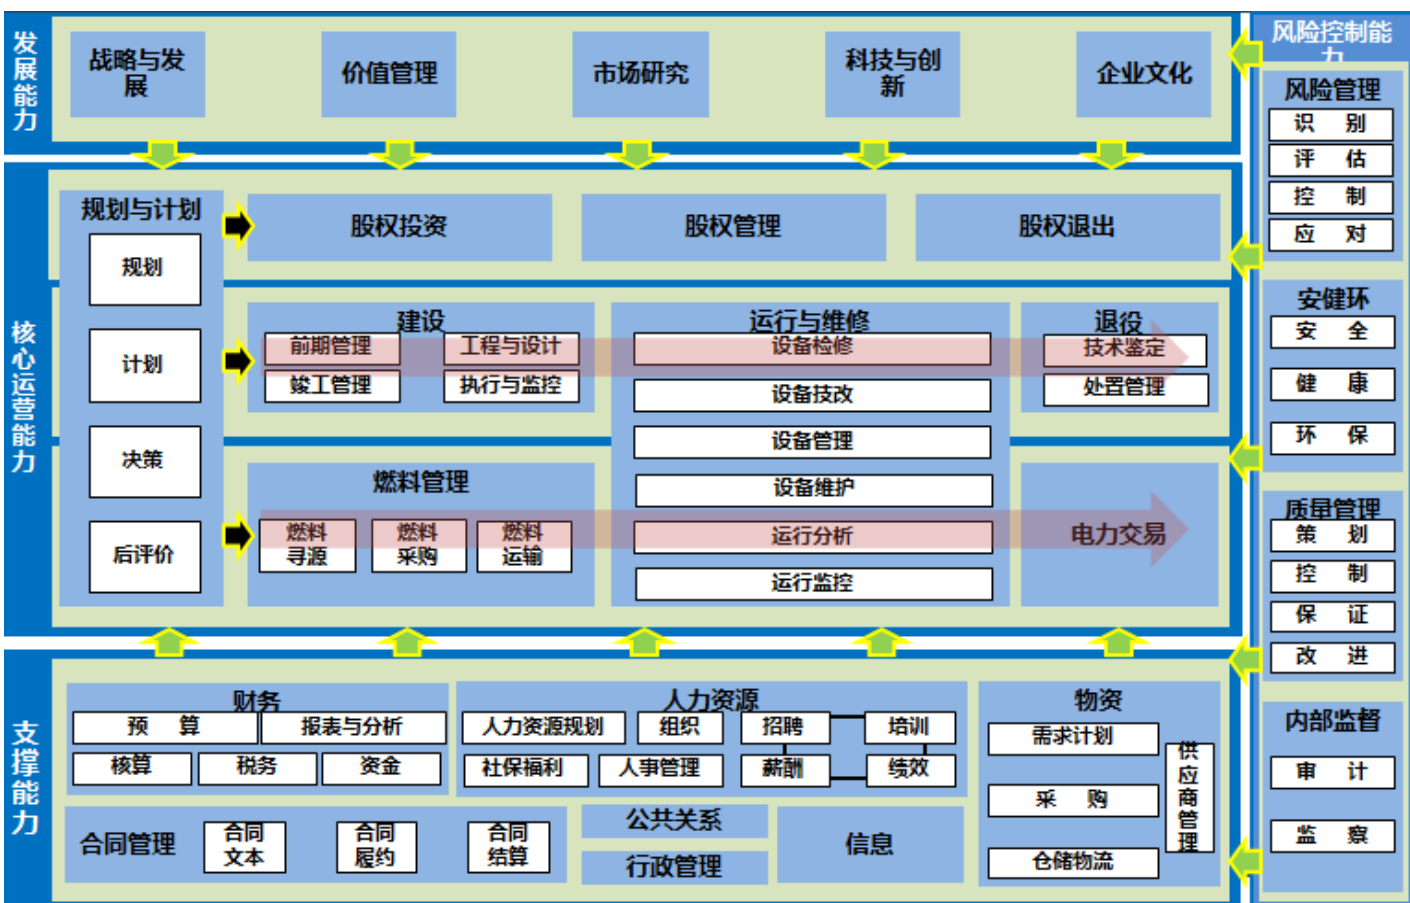 发展能力
战略与发
展
价值管理
市场研究
科技与创
新
企业文化
核心运营能力
规划与计划
规划
计划
决策
后评价
股权投资
股权管理
股权退出
建设
前期管理
工程与设计
竣工管理
执行与监控
运行与维修
设备检修
设备技改
设备管理
设备维护
运行分析
运行监控
退役
技术鉴定
处置管理
燃料管理
燃料
寻源
燃料
采购
燃料
运输
电力交易
支撑能力
财务
预 算
报表与分析
核算
税务
资金
人力资源
人力资源规划
组织
招聘
培训
社保福利
人事管理
薪酬
绩效
物资
需求计划
采 购
仓储物流
供应商管理
合同管理
合同
文本
合同
履约
合同
结算
公共关系
行政管理
信息
风险控制能
力
风险管理
识 别
评 估
控 制
应 对
安健环
安 全
健 康
环 保
质量管理
策 划
控 制
保 证
改 进
内部监督
审 计
监 察